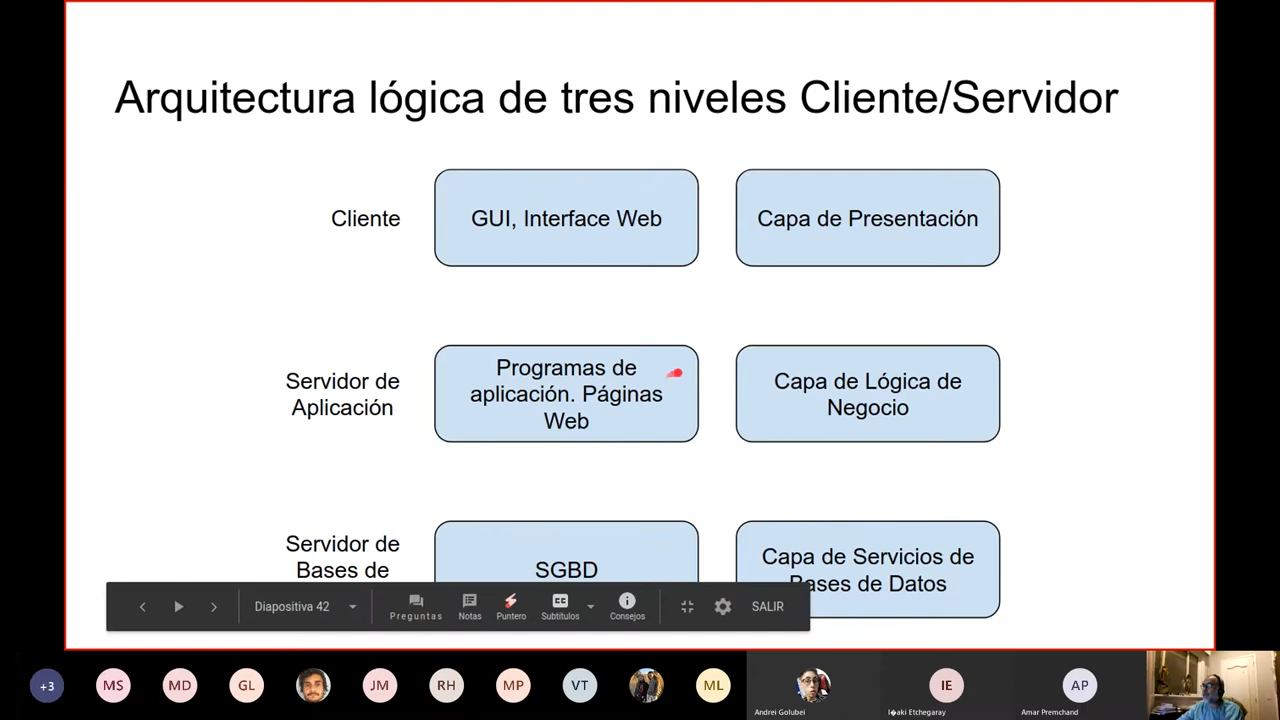 Arquitectura lógica de tres niveles Cliente/Servidor
Cliente
GUI, Interface Web
Capa de Presentación
Servidor de
Aplicación
Programas de
aplicación. Páginas
Web
Capa de Lógica de
Negocio
Servidor de
Bases de
SGBD
Capa de Servicios de
Bases de Datos
Diapositiva 42
Preguntas
Notas
Puntero
CC
Subtítulos
Consejos
SALIR
+3
MS
MD
GL
JM
RH
MP
VT
ML
Andrei Golubei
IE
I�aki Etchegaray
AP
Amar Premchand